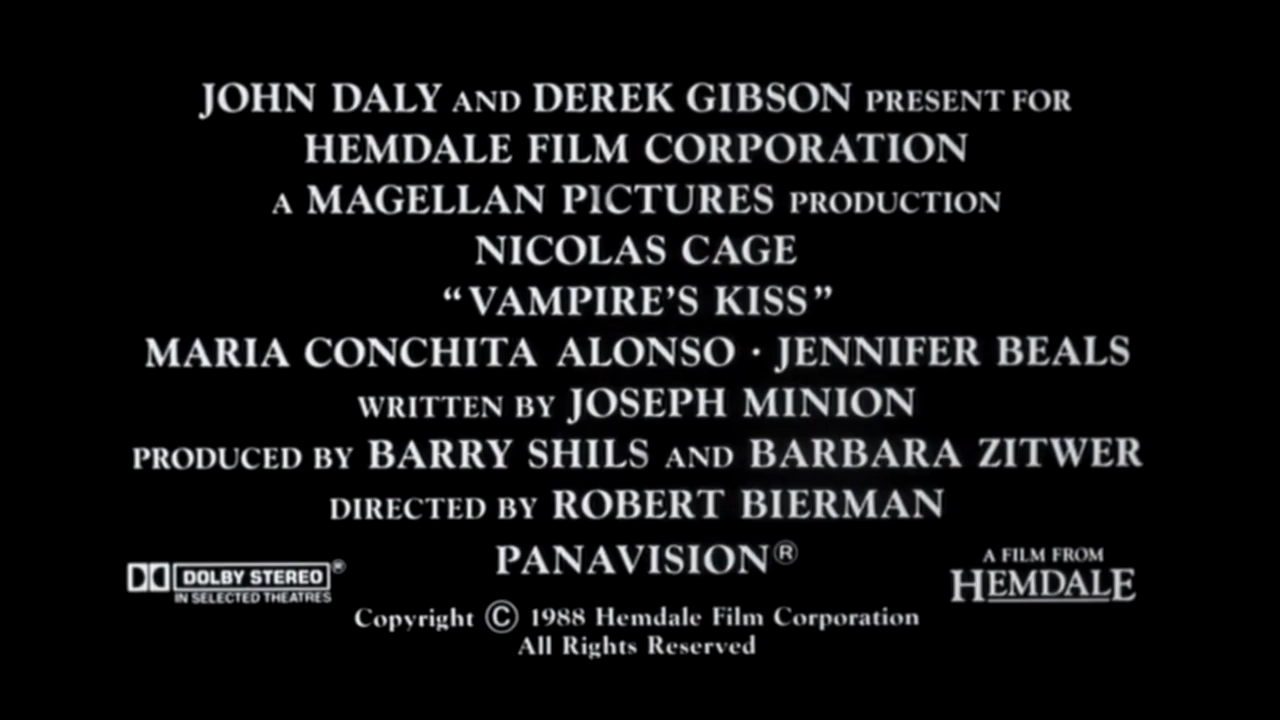 JOHN DALY AND DEREK GIBSON PRESENT FOR
HEMDALE FILM CORPORATION
A MAGELLAN PICTURES PRODUCTION
NICOLAS CAGE
“VAMPIRE’S KISS”
MARIA CONCHITA ALONSO · JENNIFER BEALS
WRITTEN BY JOSEPH MINION
PRODUCED BY BARRY SHILS AND BARBARA ZITWER
DIRECTED BY ROBERT BIERMAN
PANAVISION®
DOLBY STEREO®
IN SELECTED THEATRES
A FILM FROM
HEMDALE
Copyright © 1988 Hemdale Film Corporation
All Rights Reserved